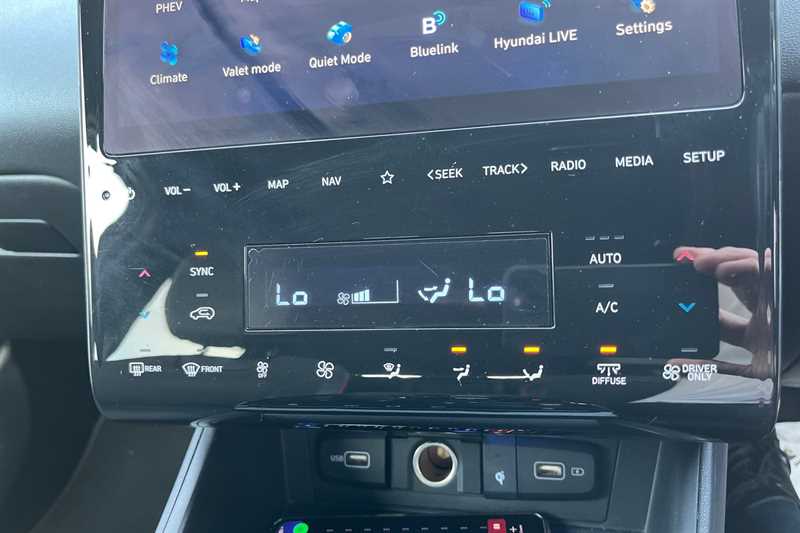 PHEV
Climate
Valet mode
Quiet Mode
B
Bluelink
Hyundai LIVE
Settings
VOL−
VOL+
MAP
NAV
☆
<SEEK
TRACK>
RADIO
MEDIA
SETUP
SYNC
AUTO
A/C
Lo
Lo
REAR
FRONT
OFF
DIFFUSE
DRIVER
ONLY
USB